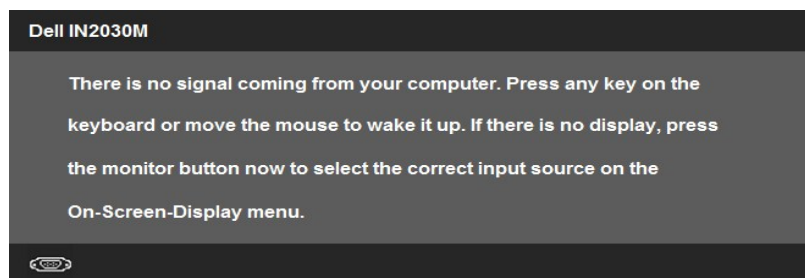 Dell IN2030M
There is no signal coming from your computer. Press any key on the
keyboard or move the mouse to wake it up. If there is no display, press
the monitor button now to select the correct input source on the
On-Screen-Display menu.